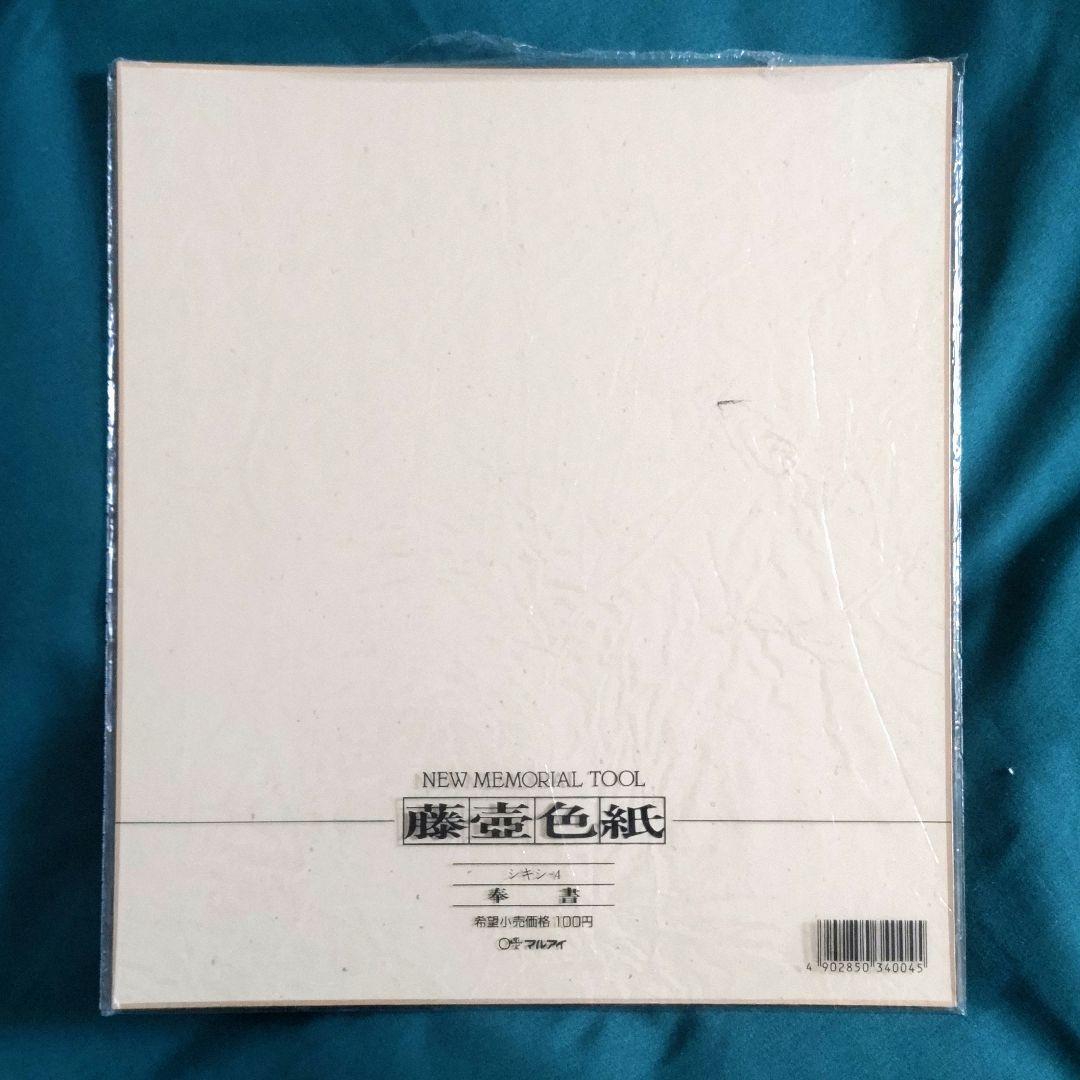 NEW MEMORIAL TOOL
藤壺色紙
シキシ-4
奉書
希望小売価格 100円
マルアイ
4 902850 340045